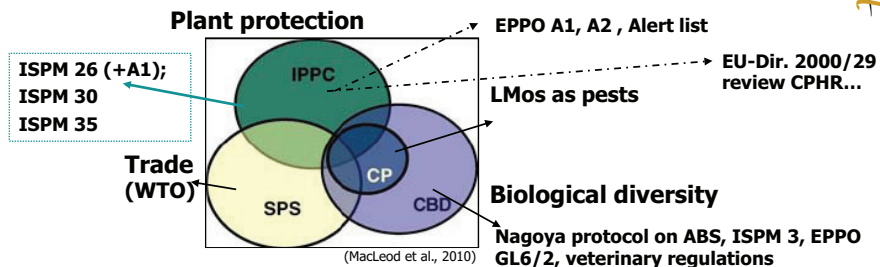 Plant protection
EPPO A1, A2 , Alert list
EU-Dir. 2000/29
review CPHR...
ISPM 26 (+A1);
ISPM 30
ISPM 35
IPPC
LMos as pests
Trade
(WTO)
CP
SPS
CBD
Biological diversity
Nagoya protocol on ABS, ISPM 3, EPPO
GL6/2, veterinary regulations
(MacLeod et al., 2010)